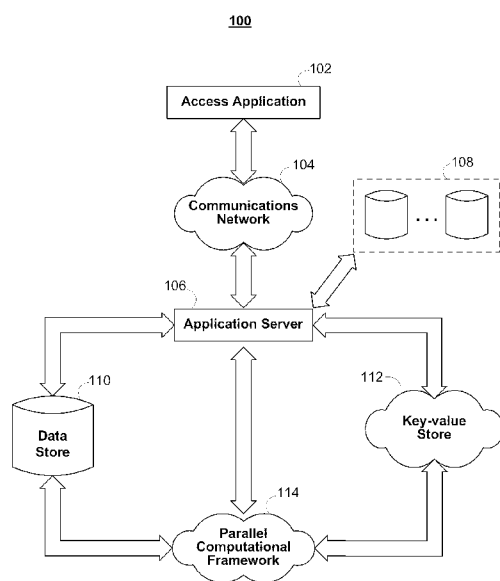 100
102
Access Application
104
Communications
Network
108
...
106
Application Server
110
Data
Store
112
Key-value
Store
114
Parallel
Computational
Framework